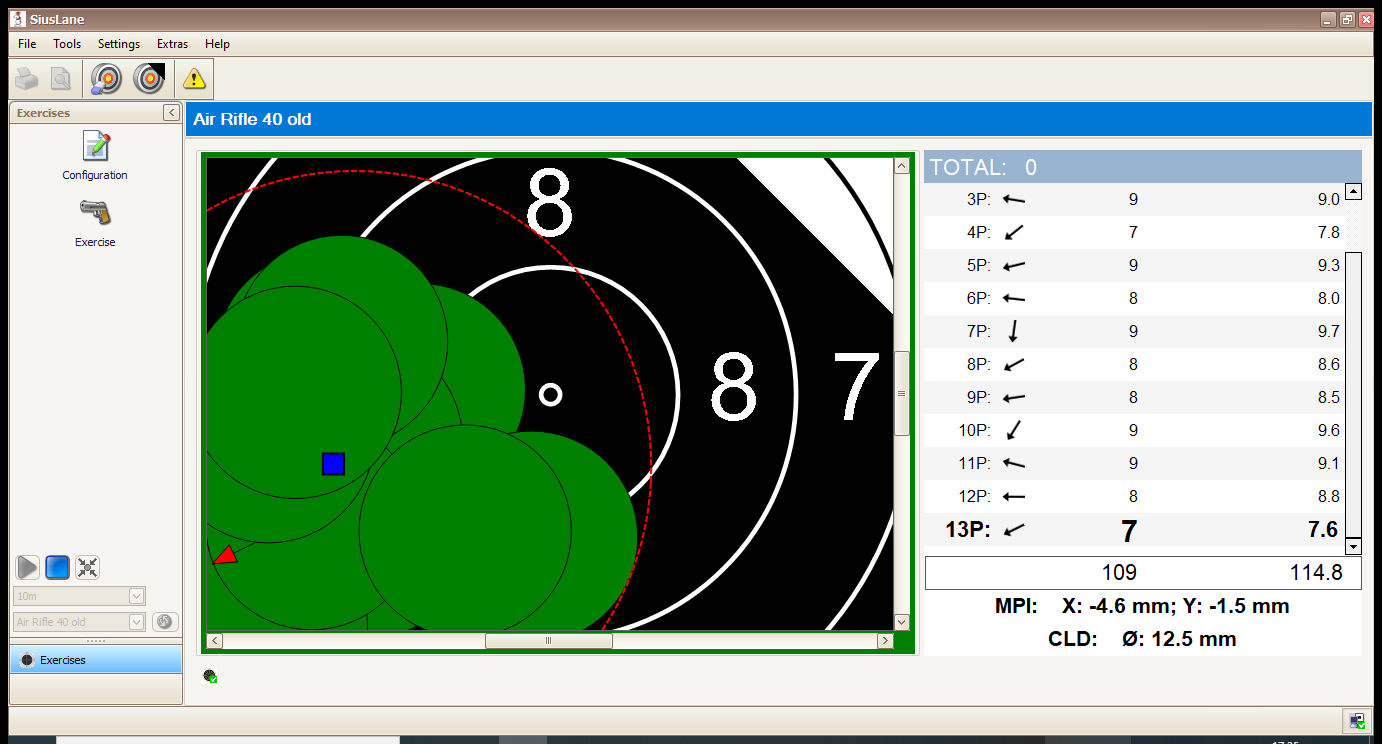 SiusLane
File Tools Settings Extras Help
Exercises
Configuration
Exercise
10m
Air Rifle 40 old
Exercises
Air Rifle 40 old
8
8 7
TOTAL: 0
3P: 9 9.0
4P: 7 7.8
5P: 9 9.3
6P: 8 8.0
7P: 9 9.7
8P: 8 8.6
9P: 8 8.5
10P: 9 9.6
11P: 9 9.1
12P: 8 8.8
13P: 7 7.6
109 114.8
MPI: X: -4.6 mm; Y: -1.5 mm
CLD: Ø: 12.5 mm